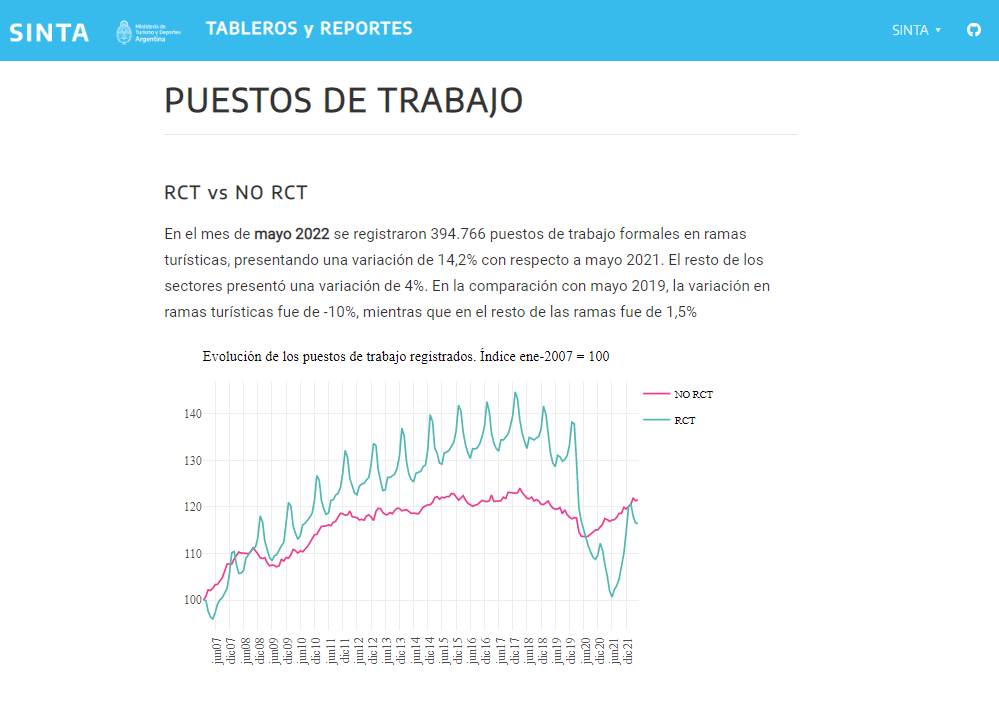 SINTA
Ministerio de
Turismo y Deportes
Argentina
TABLEROS y REPORTES
SINTA
PUESTOS DE TRABAJO
RCT vs NO RCT
En el mes de mayo 2022 se registraron 394.766 puestos de trabajo formales en ramas
turísticas, presentando una variación de 14,2% con respecto a mayo 2021. El resto de los
sectores presentó una variación de 4%. En la comparación con mayo 2019, la variación en
ramas turísticas fue de -10%, mientras que en el resto de las ramas fue de 1,5%
Evolución de los puestos de trabajo registrados. Índice ene-2007 = 100
NO RCT
RCT
140
130
120
110
100
jun07
dic07
jun08
dic08
jun09
dic09
jun10
dic10
jun11
dic11
jun12
dic12
jun13
dic13
jun14
dic14
jun15
dic15
jun16
dic16
jun17
dic17
jun18
dic18
jun19
dic19
jun20
dic20
jun21
dic21